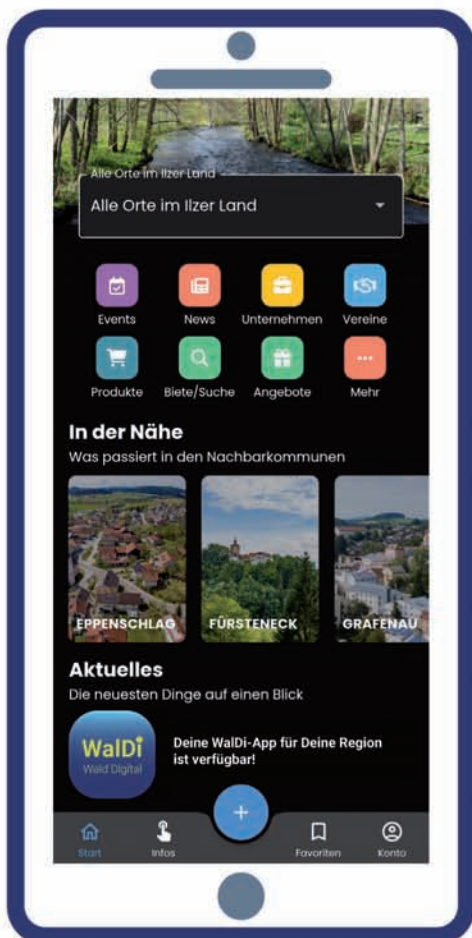 Alle Orte im Ilzer Land
Alle Orte im Ilzer Land
Events News Unternehmen Vereine
Produkte Biete/Suche Angebote Mehr
In der Nähe
Was passiert in den Nachbarkommunen
EPPENSCHLAG FÜRSTENECK GRAFENAU
Aktuelles
Die neuesten Dinge auf einen Blick
WalDi
Wald Digital
Deine WalDi-App für Deine Region
ist verfügbar!
Start Infos Favoriten Konto